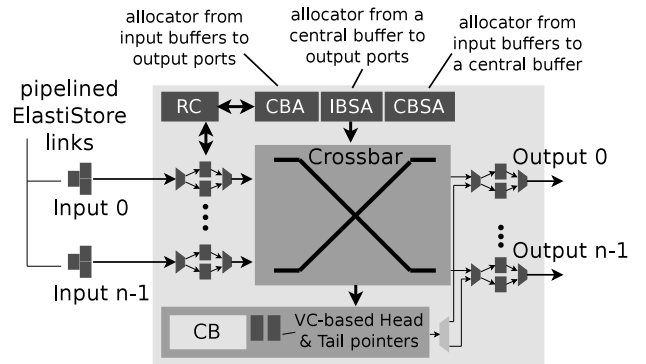 allocator from
input buffers to
output ports
allocator from a
central buffer to
output ports
allocator from
input buffers to
a central buffer
pipelined
ElastiStore
links
RC
CBA
IBSA
CBSA
Crossbar
Input 0
Input n-1
Output 0
Output n-1
CB
VC-based Head
& Tail pointers